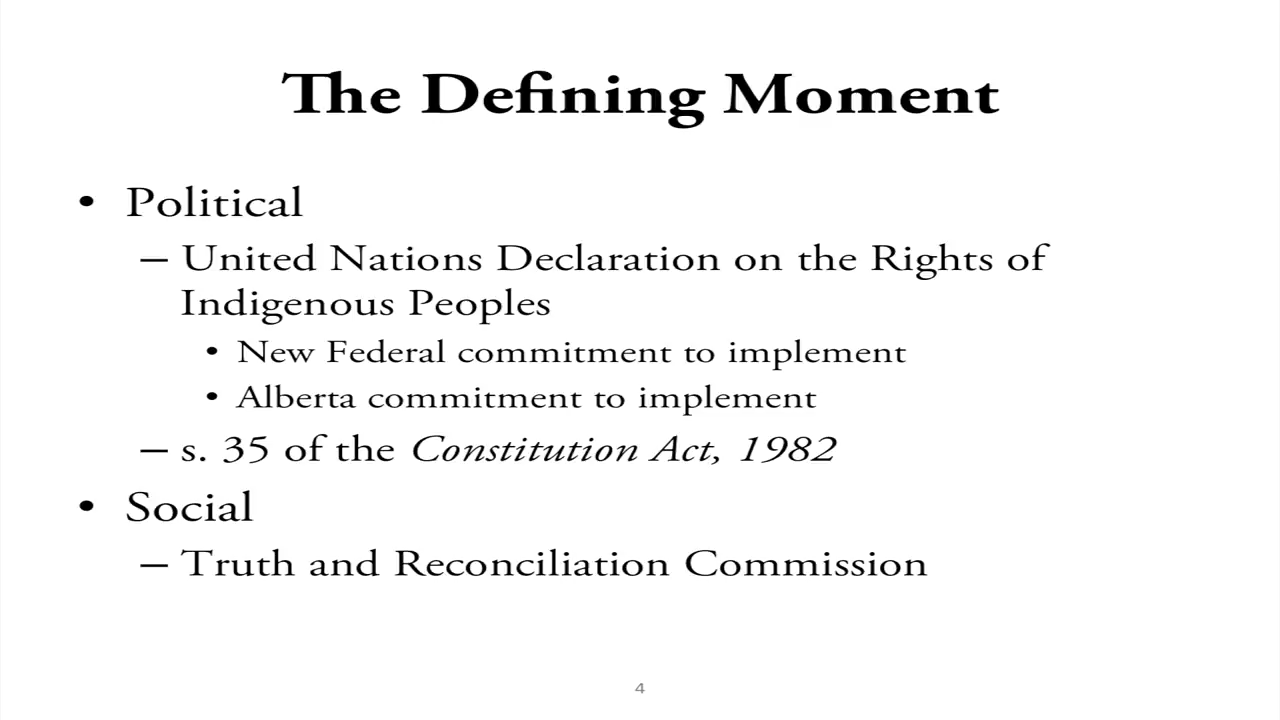 The Defining Moment
• Political
– United Nations Declaration on the Rights of
Indigenous Peoples
• New Federal commitment to implement
• Alberta commitment to implement
– s. 35 of the Constitution Act, 1982
• Social
– Truth and Reconciliation Commission
4